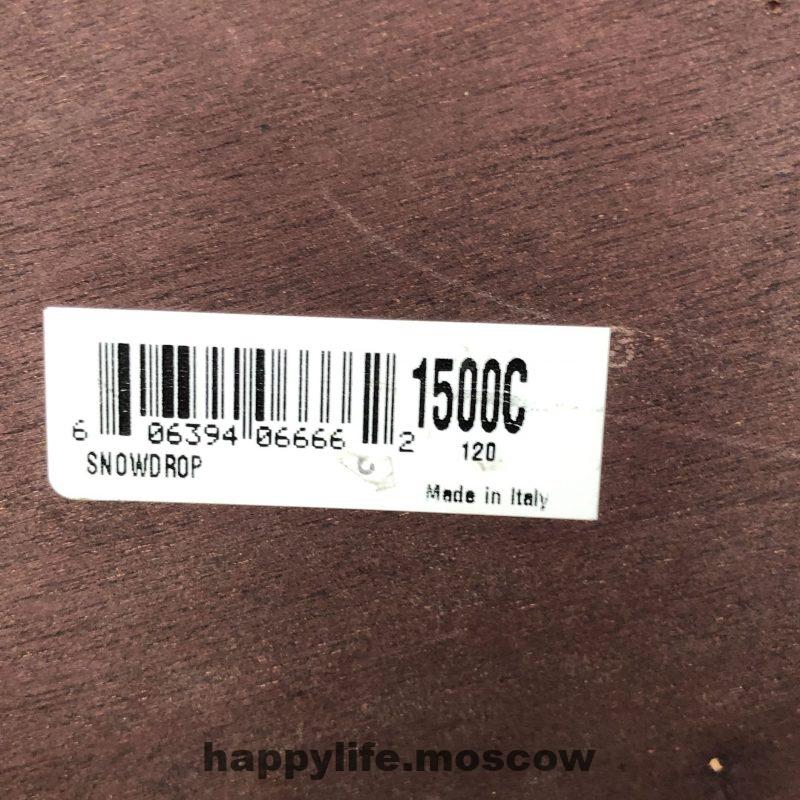 6 06394 06666 2
1500C
120
SNOWDROP
Made in Italy
happylife.moscow